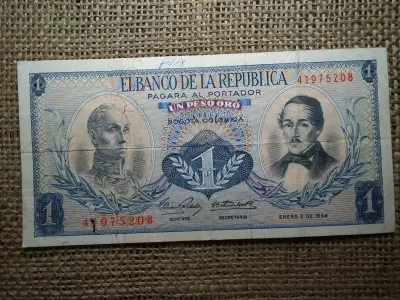 1 EL BANCO DE LA REPUBLICA 1
41975208
PAGARA AL PORTADOR
UN PESO ORO
BOGOTA COLOMBIA
1
41975208
GERENTE SECRETARIO ENERO 2 DE 1964
1 1